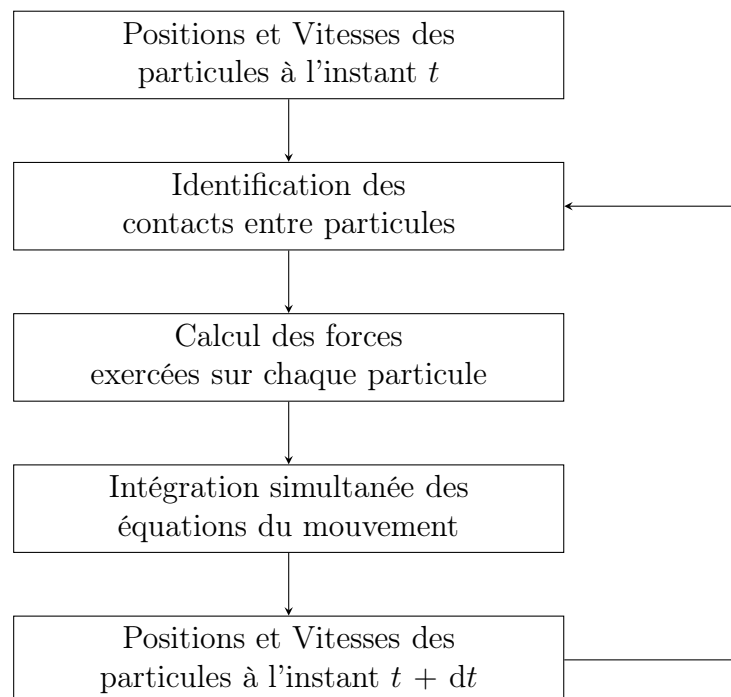 Positions et Vitesses des
particules à l'instant t
Identification des
contacts entre particules
Calcul des forces
exercées sur chaque particule
Intégration simultanée des
équations du mouvement
Positions et Vitesses des
particules à l'instant t + dt